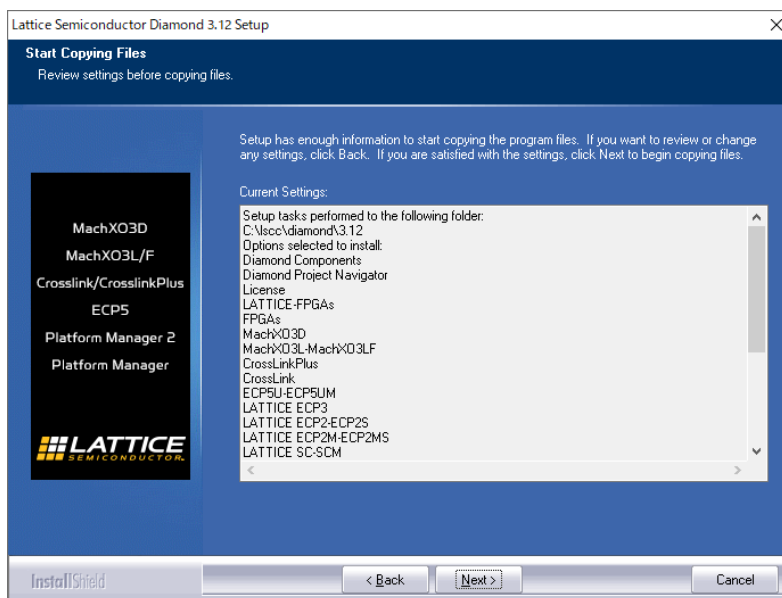 Lattice Semiconductor Diamond 3.12 Setup
Start Copying Files
Review settings before copying files.
Setup has enough information to start copying the program files. If you want to review or change
any settings, click Back. If you are satisfied with the settings, click Next to begin copying files.
Current Settings:
Setup tasks performed to the following folder:
C:\lscc\diamond\3.12
Options selected to install:
Diamond Components
Diamond Project Navigator
License
LATTICE-FPGAs
FPGAs
MachXO3D
MachXO3L-MachXO3LF
CrossLinkPlus
CrossLink
ECP5U-ECP5UM
LATTICE ECP3
LATTICE ECP2-ECP2S
LATTICE ECP2M-ECP2MS
LATTICE SC-SCM
MachXO3D
MachXO3L/F
Crosslink/CrosslinkPlus
ECP5
Platform Manager 2
Platform Manager
LATTICE
SEMICONDUCTOR.
InstallShield
< Back
Next >
Cancel